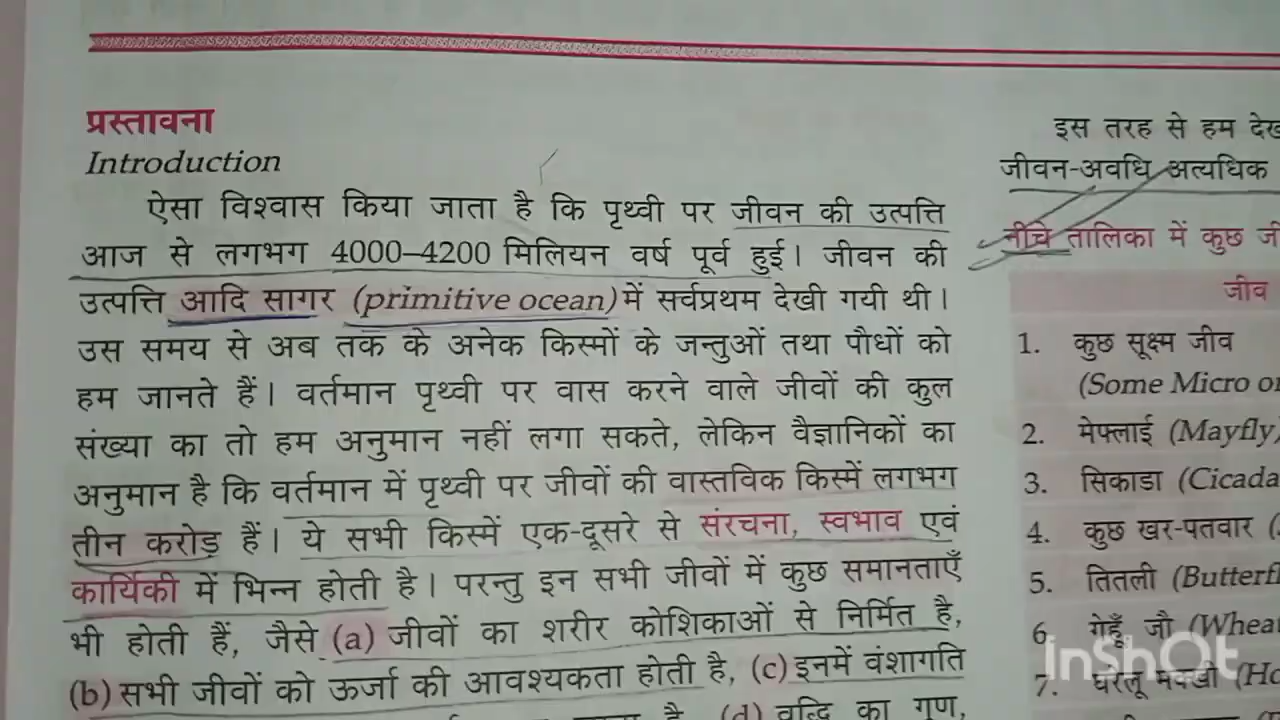 प्रस्तावना
Introduction
ऐसा विश्वास किया जाता है कि पृथ्वी पर जीवन की उत्पत्ति
आज से लगभग 4000–4200 मिलियन वर्ष पूर्व हुई। जीवन की
उत्पत्ति आदि सागर (primitive ocean) में सर्वप्रथम देखी गयी थी।
उस समय से अब तक के अनेक किस्मों के जन्तुओं तथा पौधों को
हम जानते हैं। वर्तमान पृथ्वी पर वास करने वाले जीवों की कुल
संख्या का तो हम अनुमान नहीं लगा सकते, लेकिन वैज्ञानिकों का
अनुमान है कि वर्तमान में पृथ्वी पर जीवों की वास्तविक किस्में लगभग
तीन करोड़ हैं। ये सभी किस्में एक-दूसरे से संरचना, स्वभाव एवं
कार्यिकी में भिन्न होती है। परन्तु इन सभी जीवों में कुछ समानताएँ
भी होती हैं, जैसे (a) जीवों का शरीर कोशिकाओं से निर्मित है,
(b) सभी जीवों को ऊर्जा की आवश्यकता होती है, (c) इनमें वंशागति
(d) वृद्धि का गुण,
इस तरह से हम देख
जीवन-अवधि अत्यधिक
नीचे तालिका में कुछ जी
जीव
1. कुछ सूक्ष्म जीव
(Some Micro or
2. मेफ्लाई (Mayfly)
3. सिकाडा (Cicada
4. कुछ खर-पतवार (
5. तितली (Butterfl
6. गेहूँ जौ (Whea
7. घरेलू मक्खी (Ho
InShOt